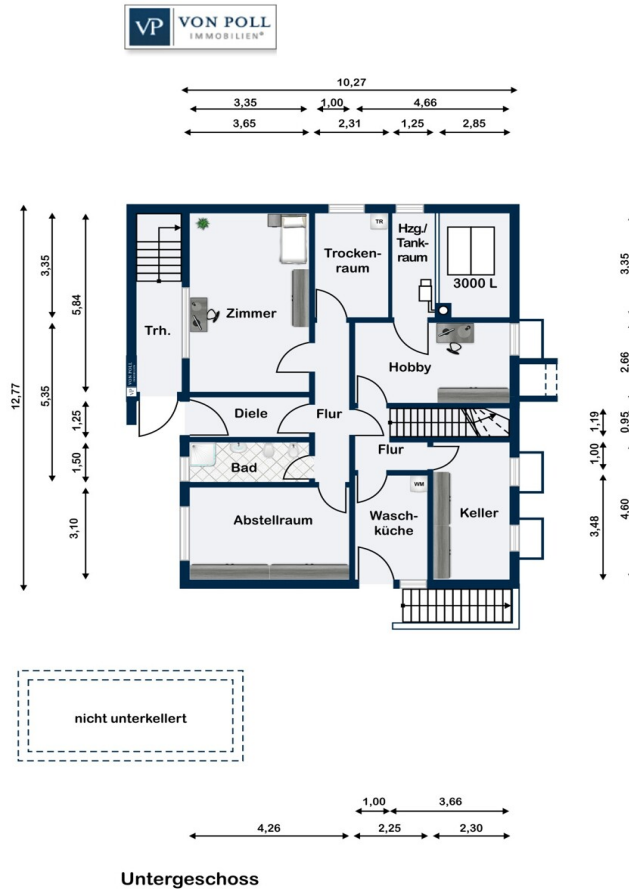 VP VON POLL
IMMOBILIEN®
10,27
3,35 1,00 4,66
3,65 2,31 1,25 2,85
12,77
3,35
5,35
5,84
1,25
1,50
3,10
Trh.
Zimmer
Trocken-
raum
TR
Hzg./
Tank-
raum
3000 L
Hobby
Diele
Flur
Bad
Flur
Abstellraum
Wasch-
küche
WM
Keller
VP VON POLL
3,35
2,66
0,95
4,60
1,19
1,00
3,48
nicht unterkellert
1,00 3,66
4,26 2,25 2,30
Untergeschoss